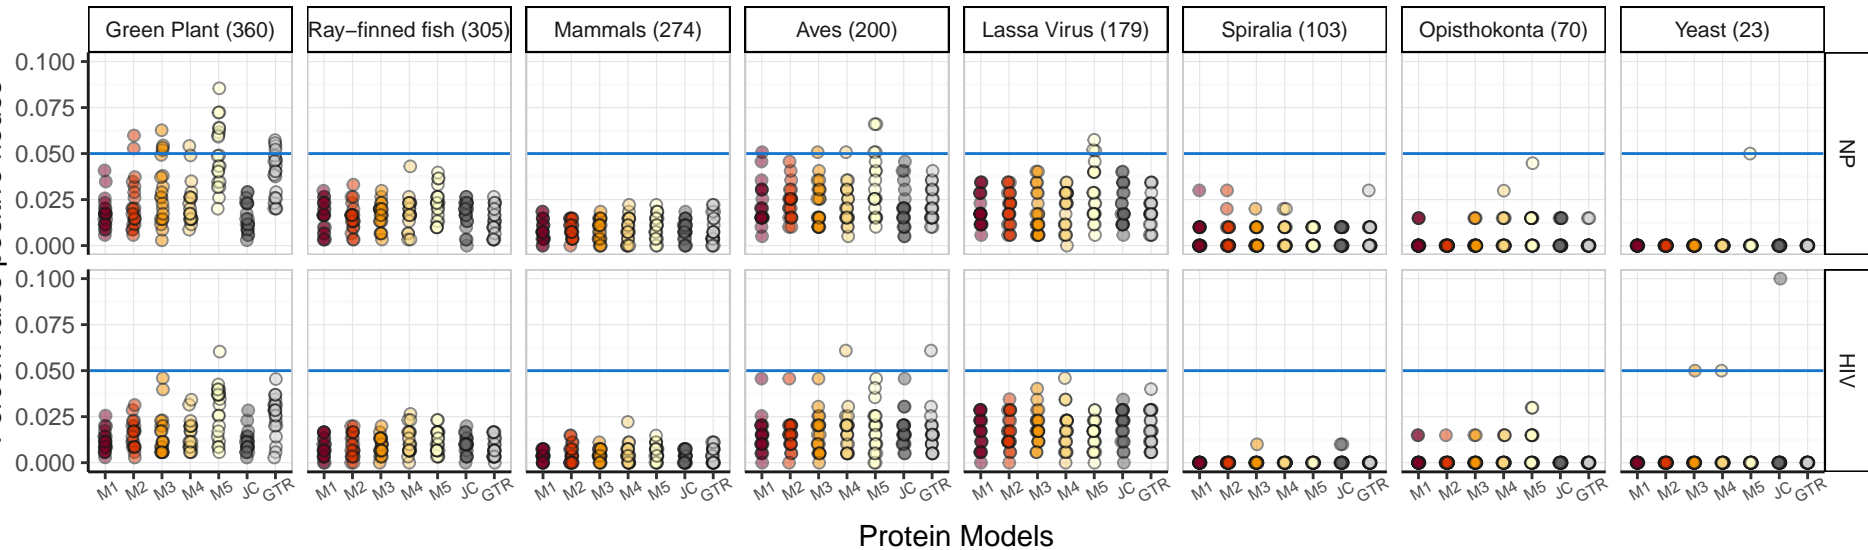 Green Plant (360) Ray−finned fish (305) Mammals (274) Aves (200) Lassa Virus (179) Spiralia (103) Opisthokonta (70) Yeast (23)
0.100
0.075
0.050
0.025
0.000
NP
0.100
0.075
0.050
0.025
0.000
HIV
M1 M2 M3 M4 M5 JC GTR M1 M2 M3 M4 M5 JC GTR M1 M2 M3 M4 M5 JC GTR M1 M2 M3 M4 M5 JC GTR M1 M2 M3 M4 M5 JC GTR M1 M2 M3 M4 M5 JC GTR M1 M2 M3 M4 M5 JC GTR M1 M2 M3 M4 M5 JC GTR
Protein Models